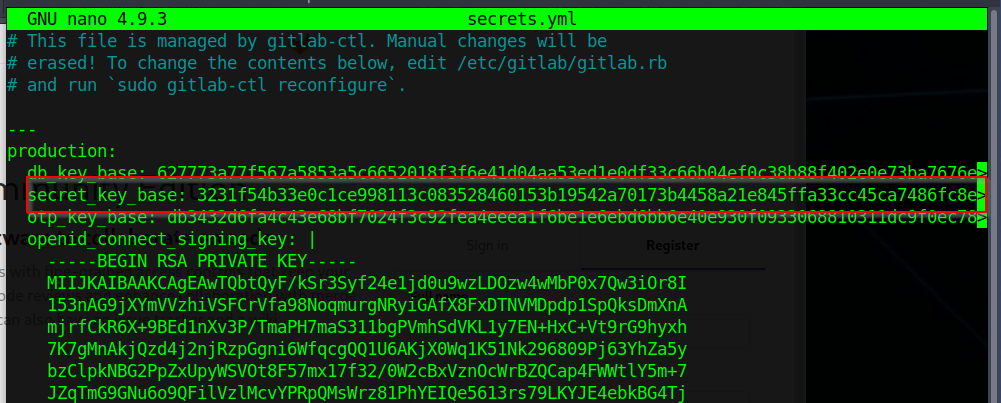 GNU nano 4.9.3 secrets.yml
# This file is managed by gitlab-ctl. Manual changes will be
# erased! To change the contents below, edit /etc/gitlab/gitlab.rb
# and run `sudo gitlab-ctl reconfigure`.
---
production:
db_key_base: 627773a77f567a5853a5c6652018f3f6e41d04aa53ed1e0df33c66b04ef0c38b88f402e0e73ba7676e>
secret_key_base: 3231f54b33e0c1ce998113c083528460153b19542a70173b4458a21e845ffa33cc45ca7486fc8e>
otp_key_base: db3432d6fa4c43e68bf7024f3c92fea4eeea1f6be1e6ebd6bb6e40e930f0933068810311dc9f0ec78>
openid_connect_signing_key: |
Sign in Register
-----BEGIN RSA PRIVATE KEY-----
MIIJKAIBAAKCAgEAwTQbtQyF/kSr3Syf24e1jd0u9wzLDOzw4wMbP0x7Qw3iOr8I
153nAG9jXYmVVzhiVSFCrVfa98NoqmurgNRyiGAfX8FxDTNVMDpdp1SpQksDmXnA
mjrfCkR6X+9BEd1nXv3P/TmaPH7maS311bgPVmhSdVKL1y7EN+HxC+Vt9rG9hyxh
7K7gMnAkjQzd4j2njRzpGgni6WfqcgQQ1U6AKjX0Wq1K51Nk296809Pj63YhZa5y
bzClpkNBG2PpZxUpyWSVOt8F57mx17f32/0W2cBxVznOcWrBZQCap4FWWtlY5m+7
JZqTmG9GNu6o9QFilVzlMcvYPRpQMsWrz81PhYEIQe5613rs79LKYJE4ebkBG4Tj